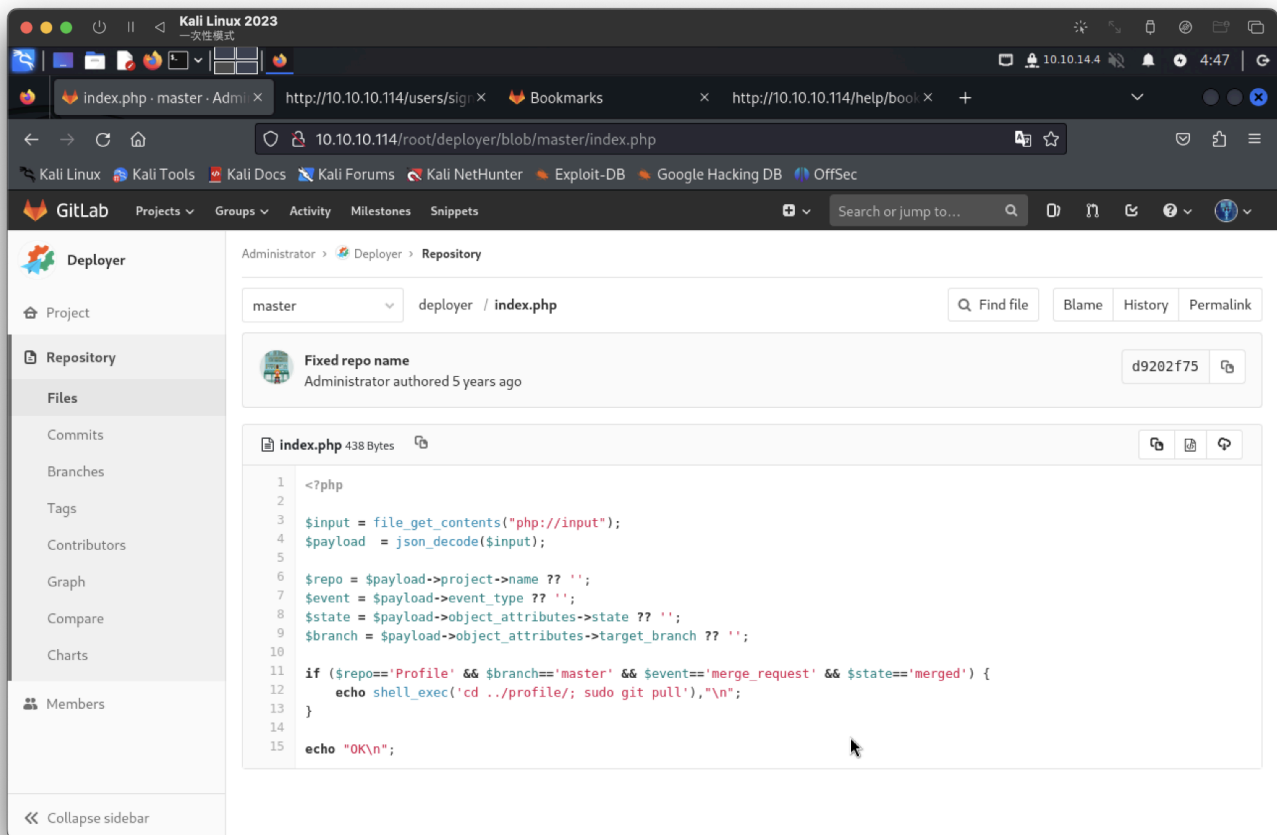 Kali Linux 2023
一次性模式
10.10.14.4
4:47
index.php · master · Admi
http://10.10.10.114/users/sign
Bookmarks
http://10.10.10.114/help/book
10.10.10.114/root/deployer/blob/master/index.php
Kali Linux Kali Tools Kali Docs Kali Forums Kali NetHunter Exploit-DB Google Hacking DB OffSec
GitLab Projects Groups Activity Milestones Snippets Search or jump to...
Deployer
Project
Repository
Files
Commits
Branches
Tags
Contributors
Graph
Compare
Charts
Members
Collapse sidebar
Administrator > Deployer > Repository
master deployer / index.php Find file Blame History Permalink
Fixed repo name
Administrator authored 5 years ago
d9202f75
index.php 438 Bytes
1 <?php
2
3 $input = file_get_contents("php://input");
4 $payload  = json_decode($input);
5
6 $repo = $payload->project->name ?? '';
7 $event = $payload->event_type ?? '';
8 $state = $payload->object_attributes->state ?? '';
9 $branch = $payload->object_attributes->target_branch ?? '';
10
11 if ($repo=='Profile' && $branch=='master' && $event=='merge_request' && $state=='merged') {
12     echo shell_exec('cd ../profile/; sudo git pull'),"\n";
13 }
14
15 echo "OK\n";